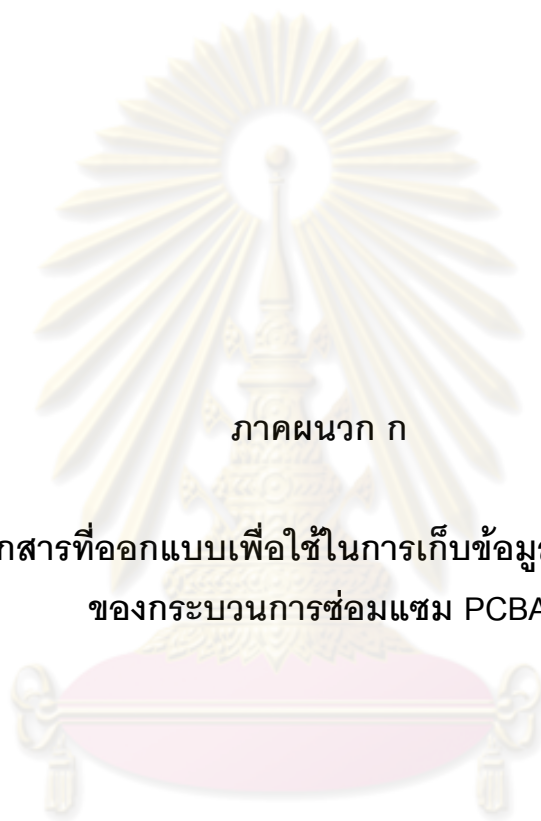 ภาคผนวก ก
กสารที่ออกแบบเพื่อใช้ในการเก็บข้อมูล
ของกระบวนการซ่อมแซม PCBA